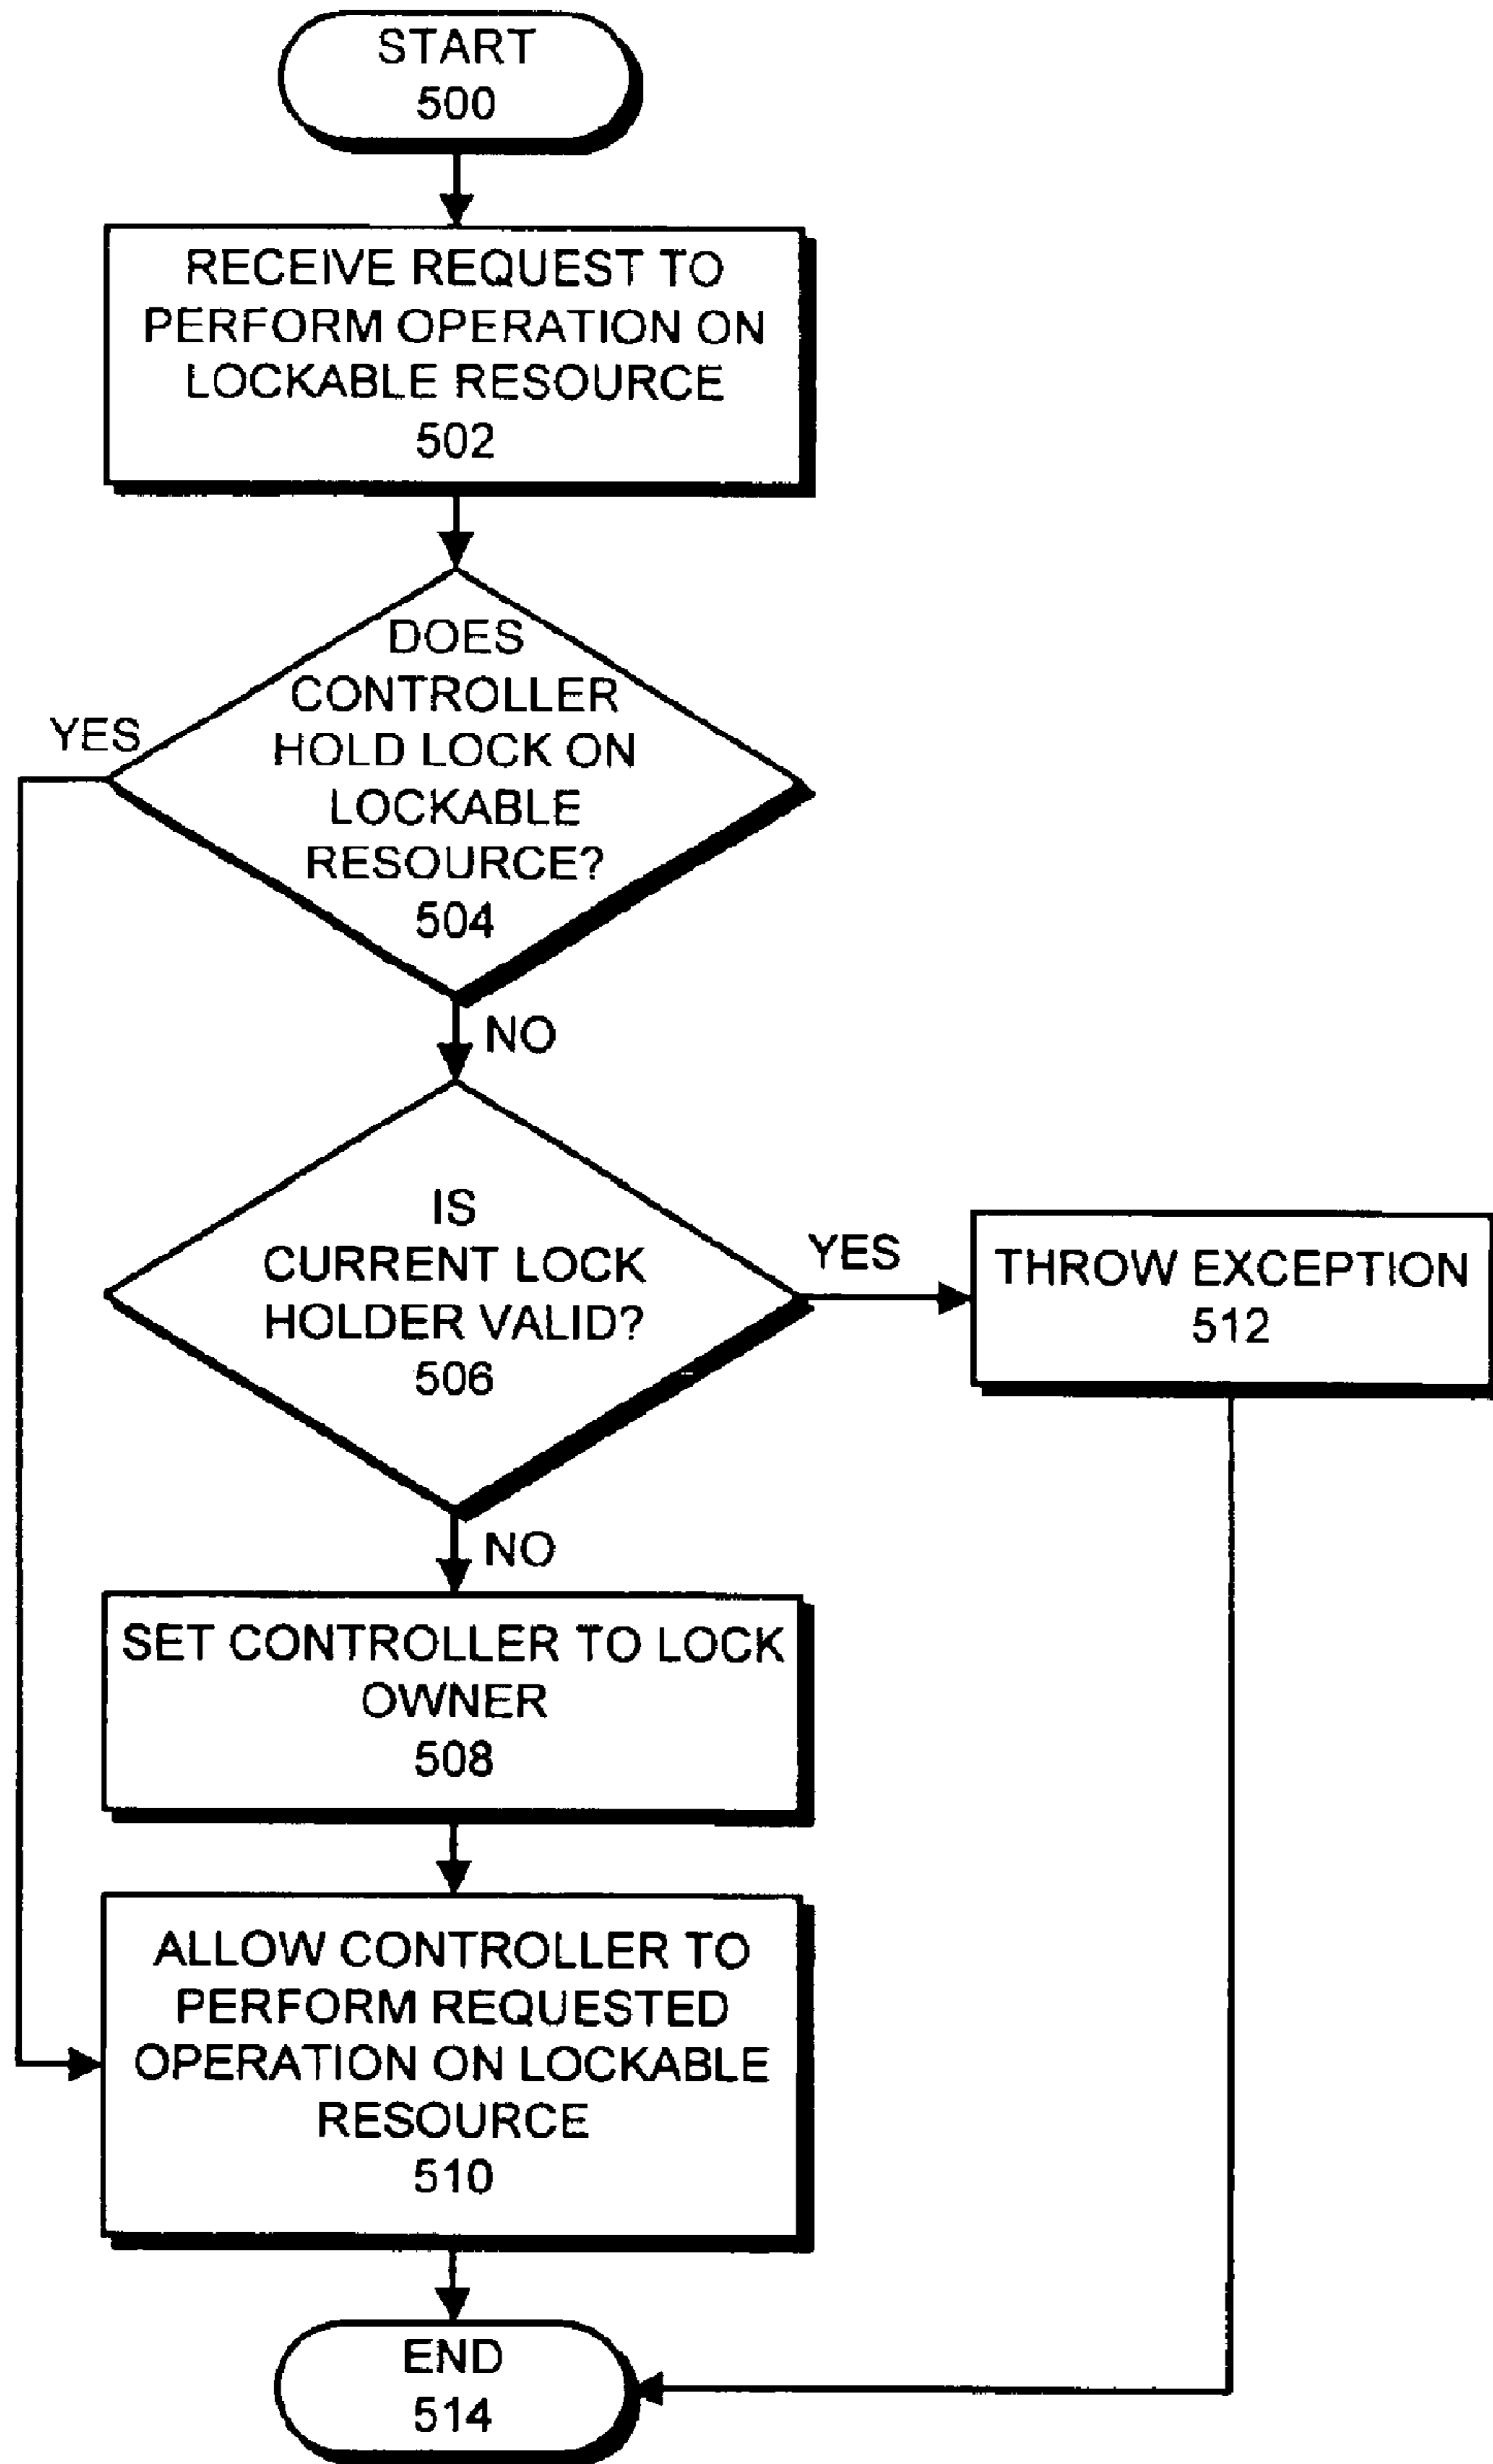 START
500
RECEIVE REQUEST TO
PERFORM OPERATION ON
LOCKABLE RESOURCE
502
DOES
CONTROLLER
HOLD LOCK ON
LOCKABLE
RESOURCE?
504
YES
NO
IS
CURRENT LOCK
HOLDER VALID?
506
YES
THROW EXCEPTION
512
NO
SET CONTROLLER TO LOCK
OWNER
508
ALLOW CONTROLLER TO
PERFORM REQUESTED
OPERATION ON LOCKABLE
RESOURCE
510
END
514